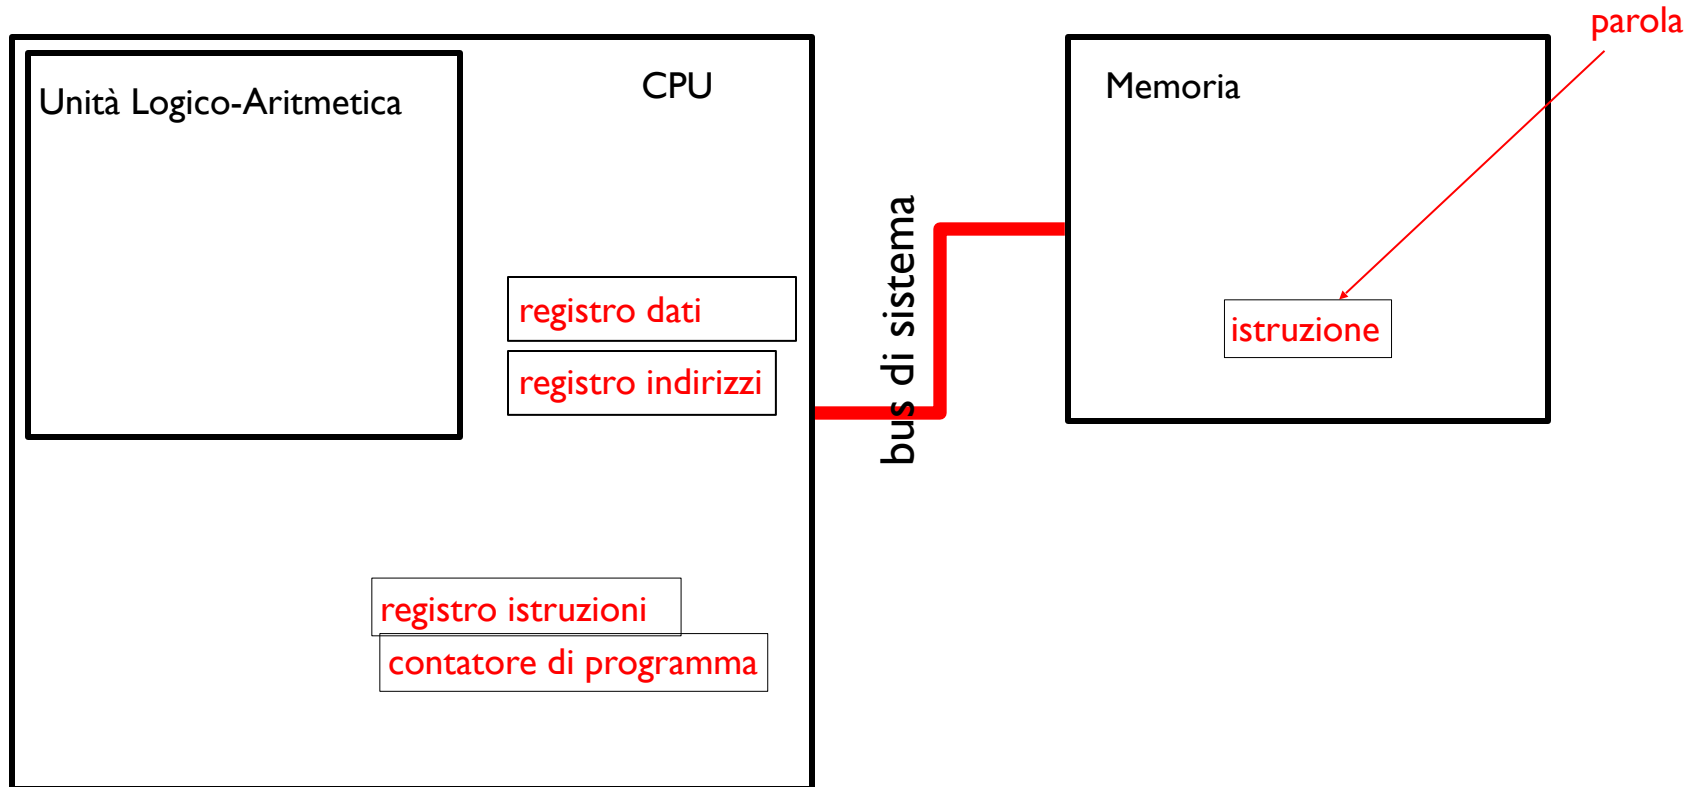 parola
CPU
Unità Logico-Aritmetica
Memoria
bus di sistema
registro dati
registro indirizzi
istruzione
registro istruzioni
contatore di programma